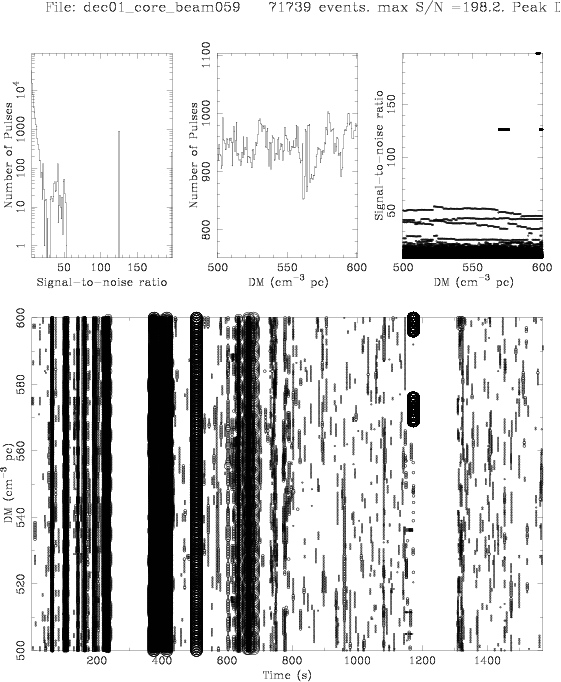 File: dec01_core_beam059 71739 events. max S/N =198.2. Peak D
Number of Pulses
10⁴
1000
100
10
1
50 100 150
Signal-to-noise ratio
Number of Pulses
1100
1000
900
800
500 550 600
DM (cm⁻³ pc)
Signal-to-noise ratio
150
100
50
500 550 600
DM (cm⁻³ pc)
DM (cm⁻³ pc)
600
580
560
540
520
500
200 400 600 800 1000 1200 1400
Time (s)